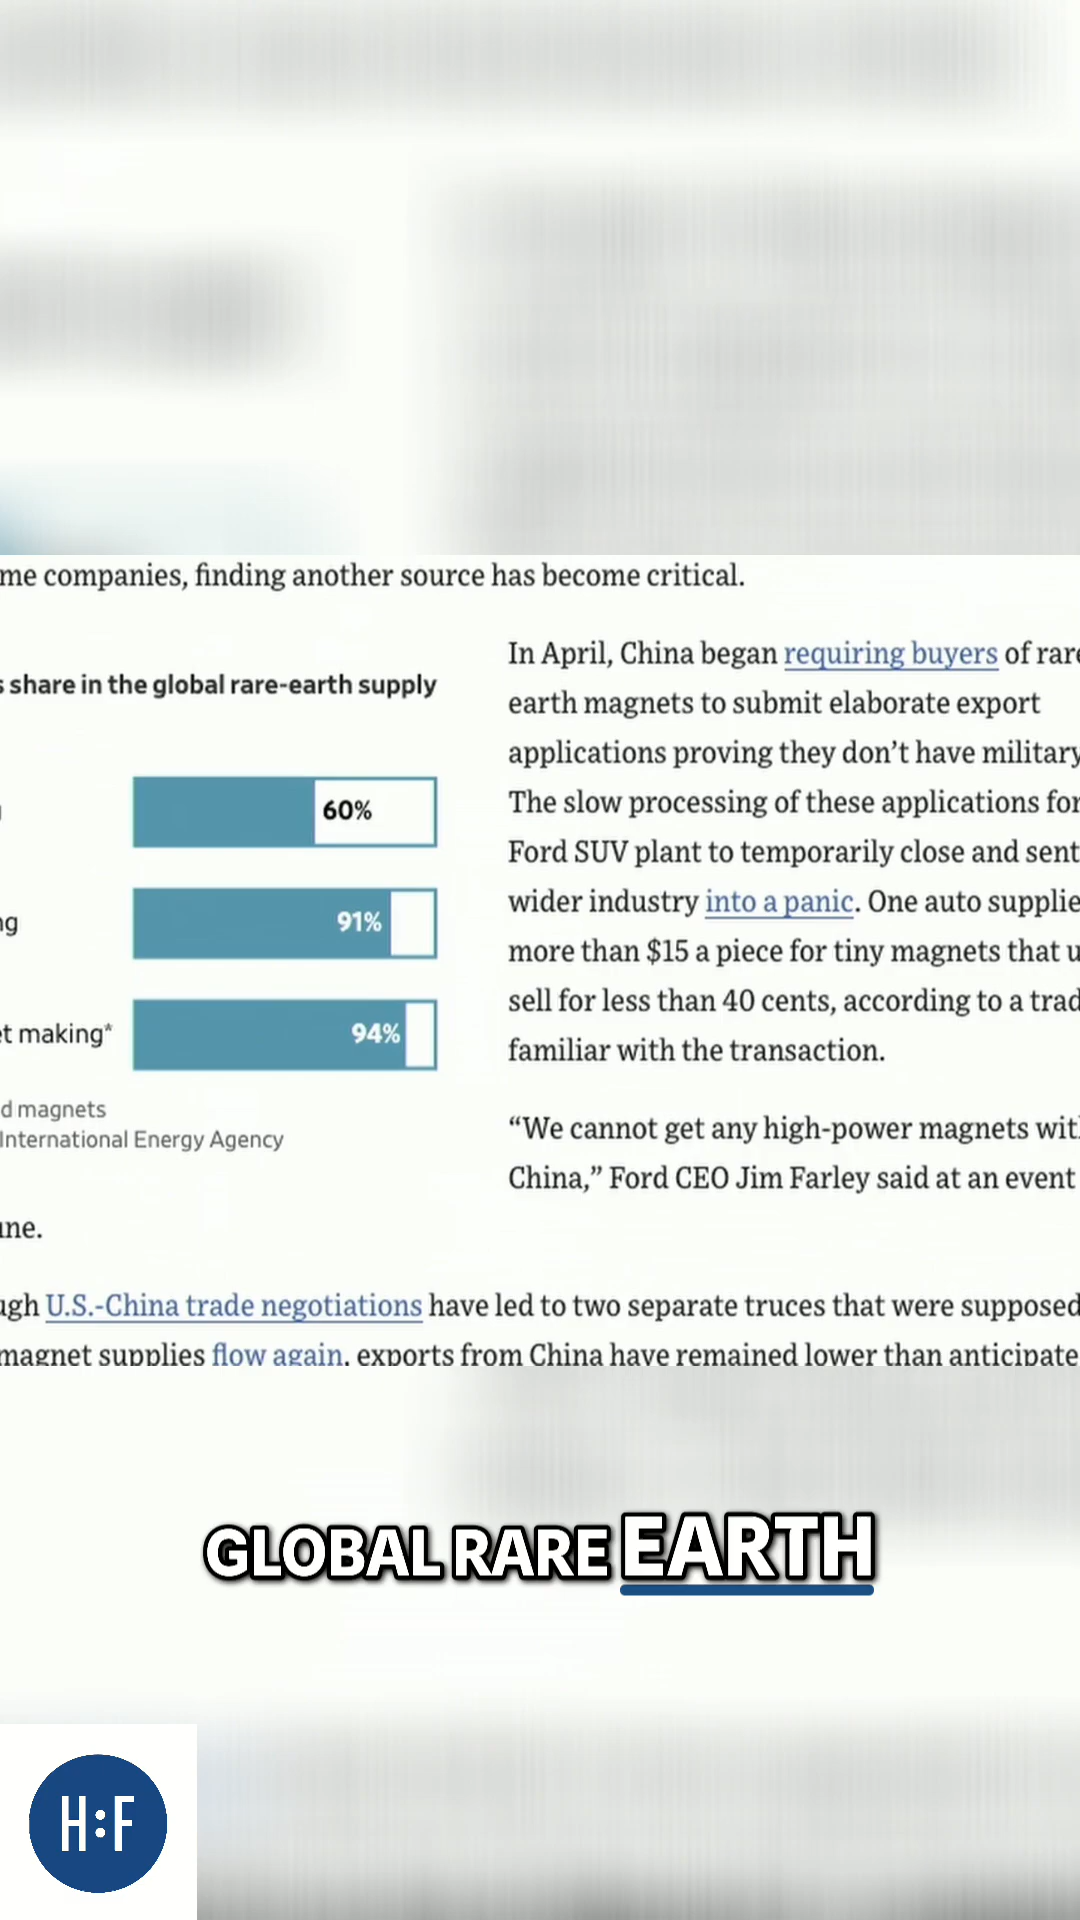 me companies, finding another source has become critical.
s share in the global rare-earth supply
60%
ng
91%
et making*
94%
d magnets
International Energy Agency
In April, China began requiring buyers of rare
earth magnets to submit elaborate export
applications proving they don’t have military
The slow processing of these applications for
Ford SUV plant to temporarily close and sent
wider industry into a panic. One auto supplie
more than $15 a piece for tiny magnets that u
sell for less than 40 cents, according to a trad
familiar with the transaction.
“We cannot get any high-power magnets with
China,” Ford CEO Jim Farley said at an event
une.
ugh U.S.-China trade negotiations have led to two separate truces that were supposed
magnet supplies flow again, exports from China have remained lower than anticipate
GLOBAL RARE EARTH
H:F